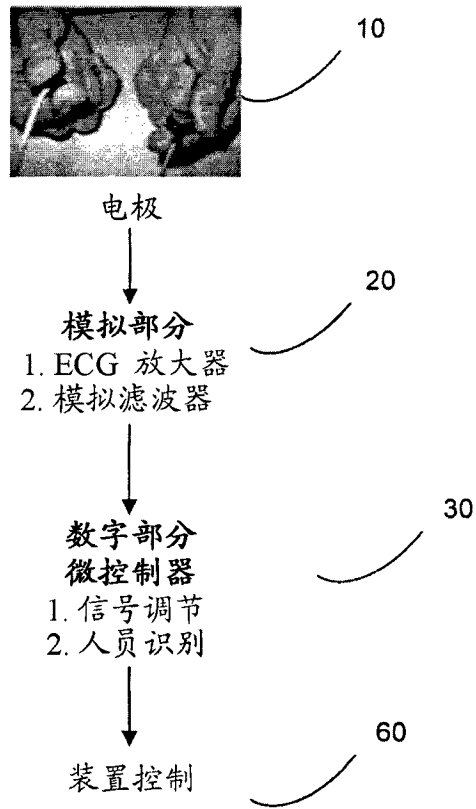 10
电极
20
模拟部分
1. ECG 放大器
2. 模拟滤波器
30
数字部分
微控制器
1. 信号调节
2. 人员识别
60
装置控制